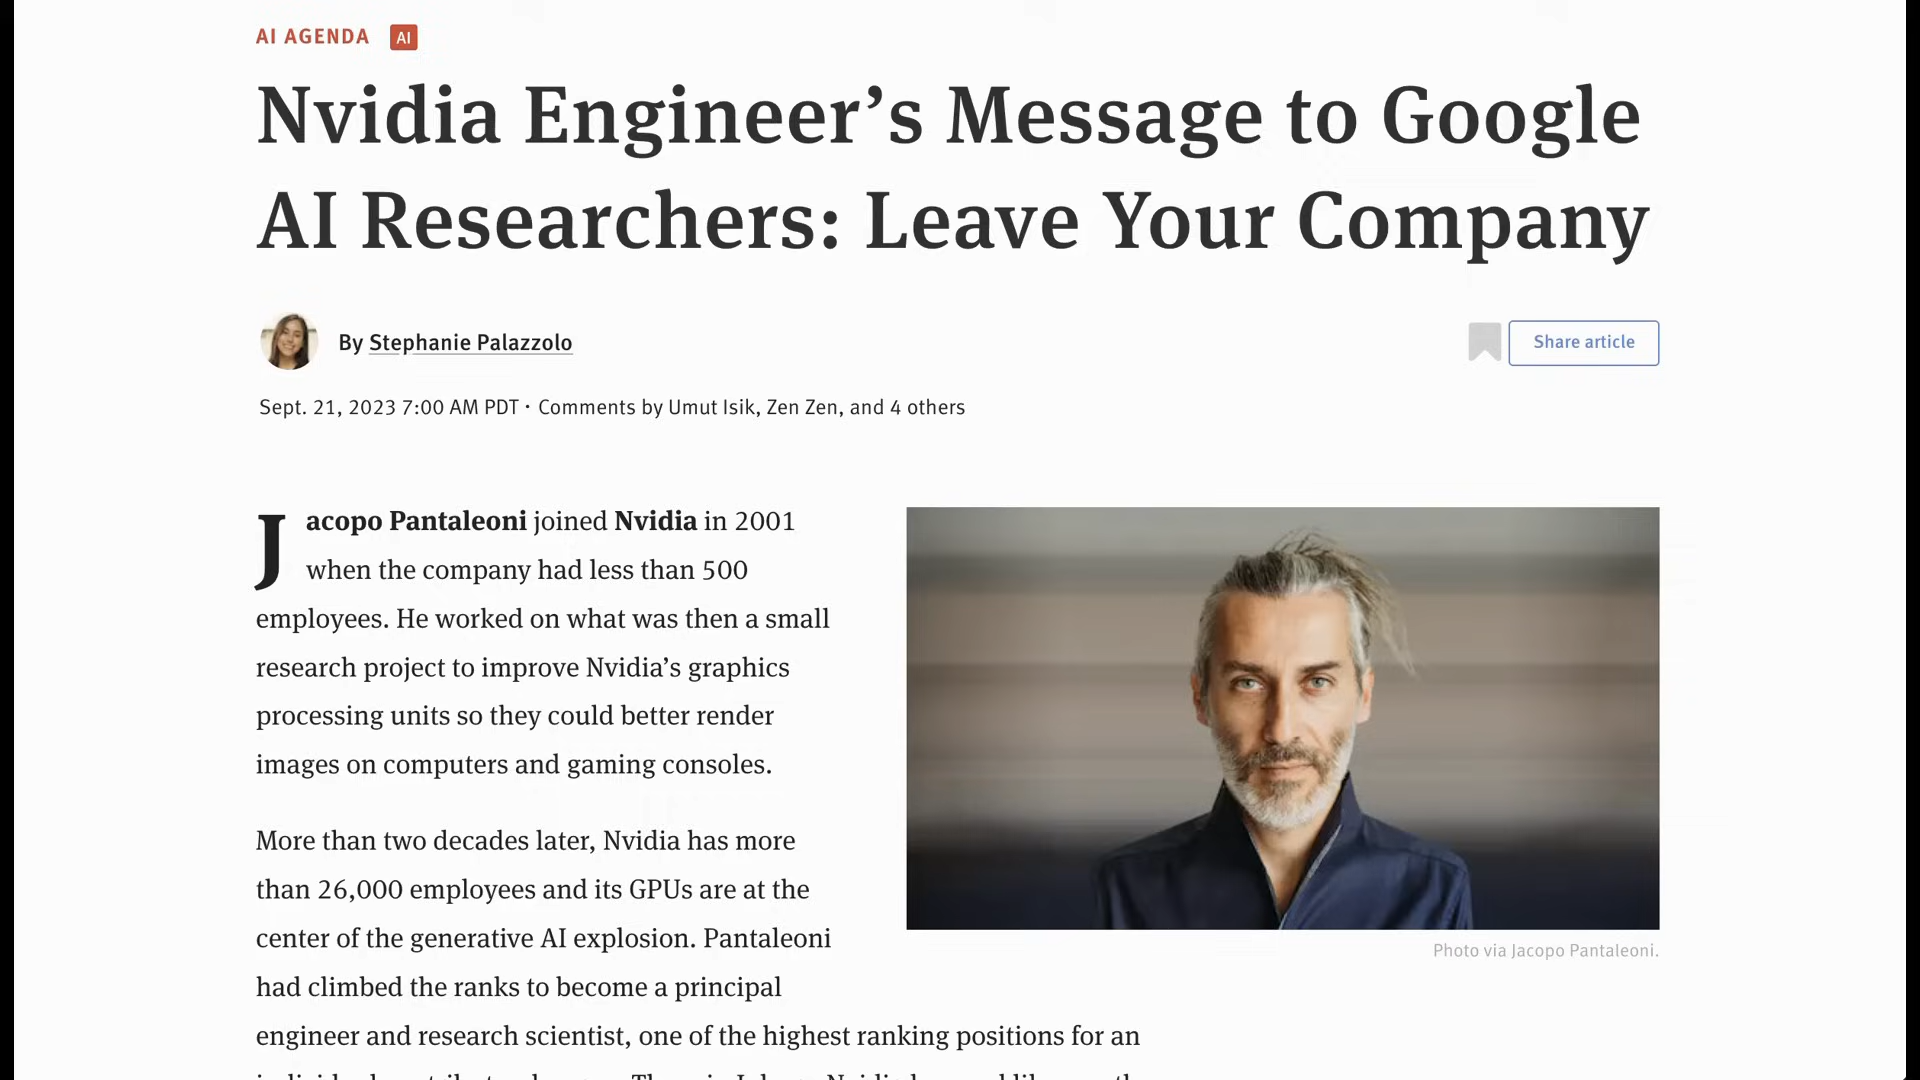 AI AGENDA AI
Nvidia Engineer’s Message to Google
AI Researchers: Leave Your Company
By Stephanie Palazzolo
Share article
Sept. 21, 2023 7:00 AM PDT · Comments by Umut Isik, Zen Zen, and 4 others
Jacopo Pantaleoni joined Nvidia in 2001
when the company had less than 500
employees. He worked on what was then a small
research project to improve Nvidia’s graphics
processing units so they could better render
images on computers and gaming consoles.
Photo via Jacopo Pantaleoni.
More than two decades later, Nvidia has more
than 26,000 employees and its GPUs are at the
center of the generative AI explosion. Pantaleoni
had climbed the ranks to become a principal
engineer and research scientist, one of the highest ranking positions for an